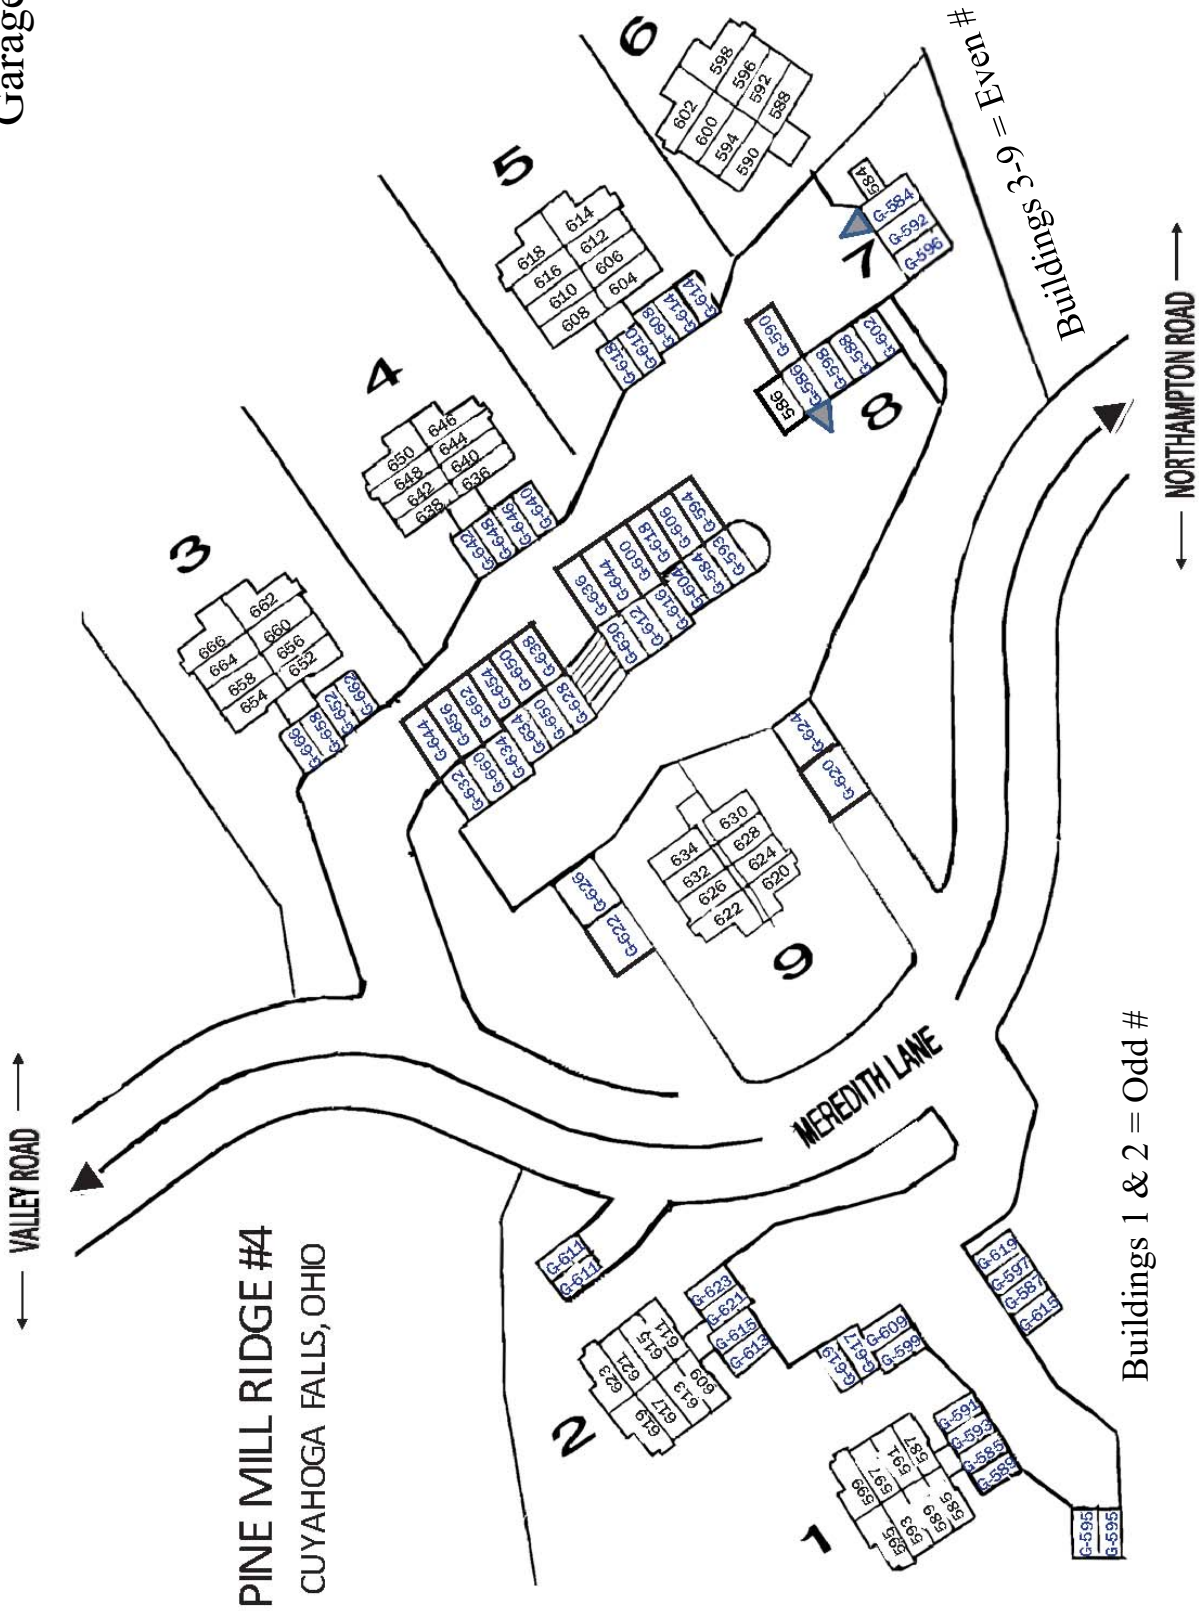 Garage
PINE MILL RIDGE #4
CUYAHOGA FALLS, OHIO
VALLEY ROAD
NORTHAMPTON ROAD
MEREDITH LANE
Buildings 1 & 2 = Odd #
Buildings 3-9 = Even #
1
599
597
591
587
595
593
589
585
G-591
G-593
G-585
G-589
G-595
G-595
2
623
621
615
611
619
617
613
609
G-623
G-621
G-615
G-613
G-611
G-611
G-619
G-617
G-609
G-599
G-619
G-597
G-587
G-615
3
666
662
664
660
658
656
654
652
G-666
G-658
G-652
G-662
4
650
646
648
644
642
640
638
636
G-642
G-648
G-646
G-640
5
618
614
616
612
610
606
608
604
G-618
G-610
G-608
G-614
G-614
6
602
598
600
596
594
592
590
588
7
584
G-584
G-592
G-596
8
586
G-590
G-586
G-598
G-588
G-602
9
634
630
632
628
626
624
622
620
G-626
G-622
G-624
G-620
G-644
G-656
G-662
G-654
G-650
G-638
G-632
G-660
G-634
G-634
G-650
G-628
G-636
G-644
G-600
G-618
G-606
G-594
G-630
G-612
G-616
G-604
G-584
G-593